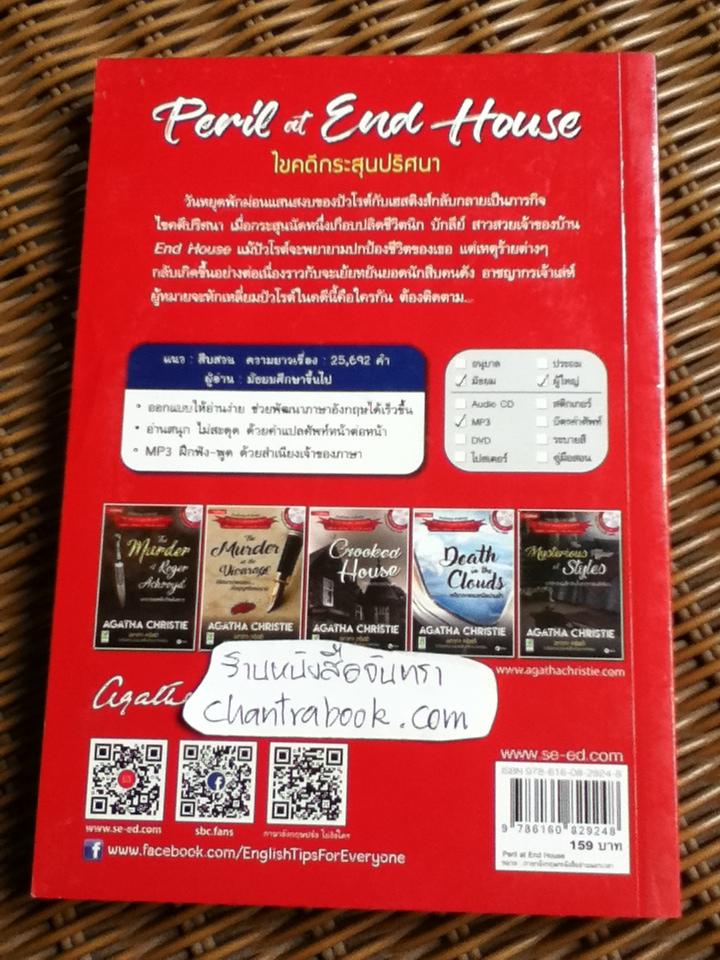 Peril at End House
ไขคดีกระสุนปริศนา
วันหยุดพักผ่อนแสนสงบของปัวโรต์กับเฮสติงส์กลับกลายเป็นภารกิจ
ไขคดีปริศนา เมื่อกระสุนนัดหนึ่งเกือบปลิดชีวิตนิก บักลีย์ สาวสวยเจ้าของบ้าน
End House แม้ปัวโรต์จะพยายามปกป้องชีวิตของเธอ แต่เหตุร้ายต่างๆ
กลับเกิดขึ้นอย่างต่อเนื่องราวกับจะเย้ยหยันยอดนักสืบคนดัง อาชญากรเจ้าเล่ห์
ผู้หมายจะหักเหลี่ยมปัวโรต์ในคดีนี้คือใครกัน ต้องติดตาม...
แนว : สืบสวน ความยาวเรื่อง : 25,692 คำ
ผู้อ่าน : มัธยมศึกษาขึ้นไป
• ออกแบบให้อ่านง่าย ช่วยพัฒนาภาษาอังกฤษได้เร็วขึ้น
• อ่านสนุก ไม่สะดุด ด้วยคำแปลศัพท์หน้าต่อหน้า
• MP3 ฝึกฟัง-พูด ด้วยสำเนียงเจ้าของภาษา
อนุบาล ประถม
มัธยม ผู้ใหญ่
Audio CD สติกเกอร์
MP3 บัตรคำศัพท์
DVD ระบายสี
โปสเตอร์ คู่มือสอน
The Murder of Roger Ackroyd
AGATHA CHRISTIE
The Murder at the Vicarage
AGATHA CHRISTIE
Crooked House
AGATHA CHRISTIE
Death in the Clouds
AGATHA CHRISTIE
The Mysterious Affair at Styles
AGATHA CHRISTIE
www.agathachristie.com
Agatha
ร้านหนังสือจันทรา
chantrabook.com
www.se-ed.com
sbc.fans
www.facebook.com/EnglishTipsForEveryone
www.se-ed.com
ISBN 978-616-08-2924-8
9 786160 829248
159 บาท
Peril at End House